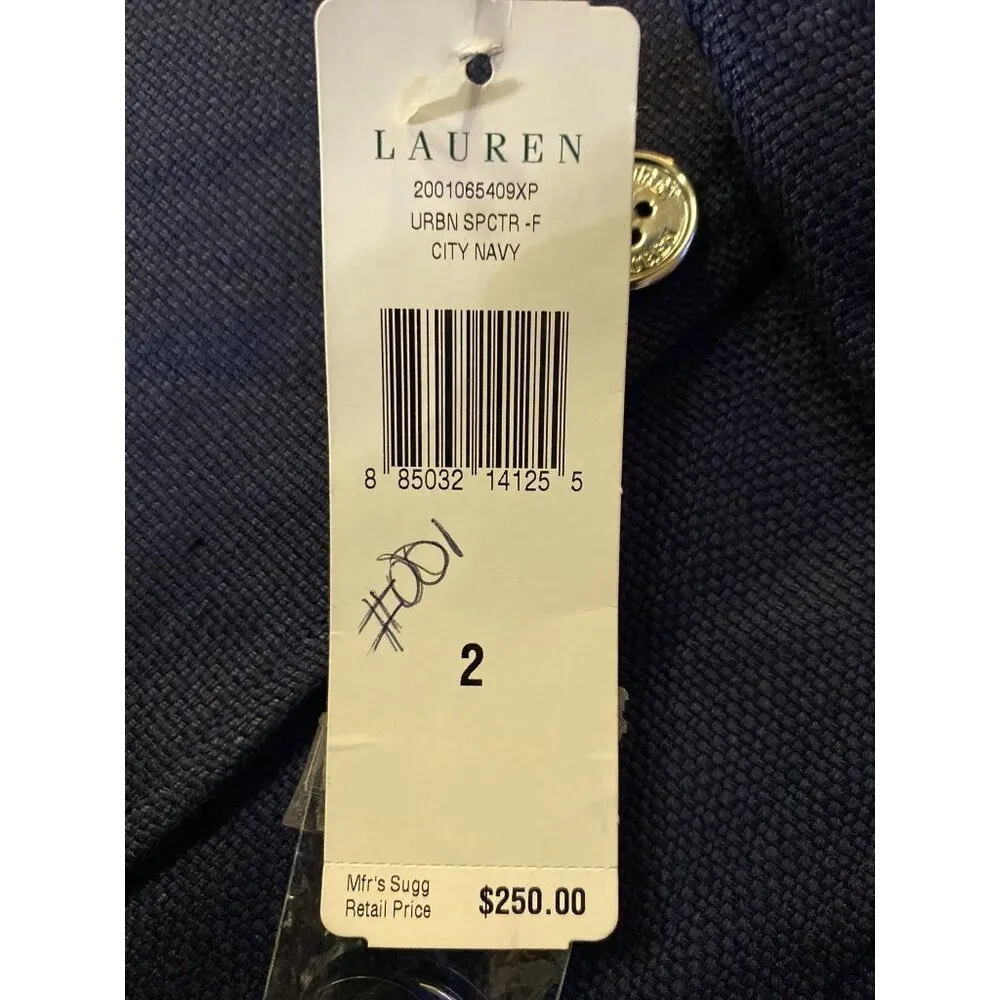 LAUREN
2001065409XP
URBN SPCTR -F
CITY NAVY
8 85032 14125 5
#001
2
Mfr's Sugg
Retail Price $250.00